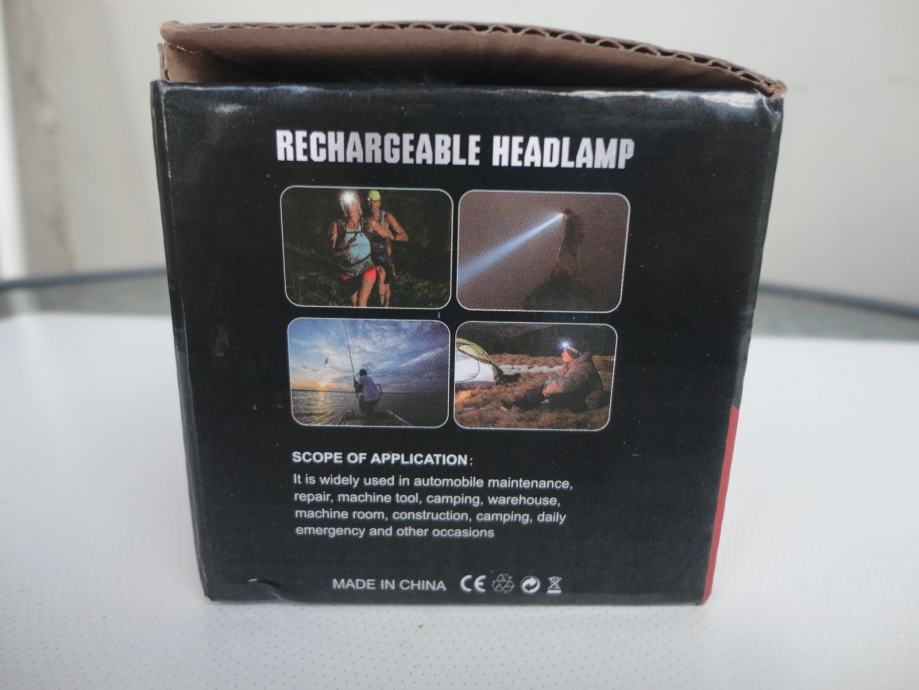 RECHARGEABLE HEADLAMP
SCOPE OF APPLICATION:
It is widely used in automobile maintenance,
repair, machine tool, camping, warehouse,
machine room, construction, camping, daily
emergency and other occasions
MADE IN CHINA CE